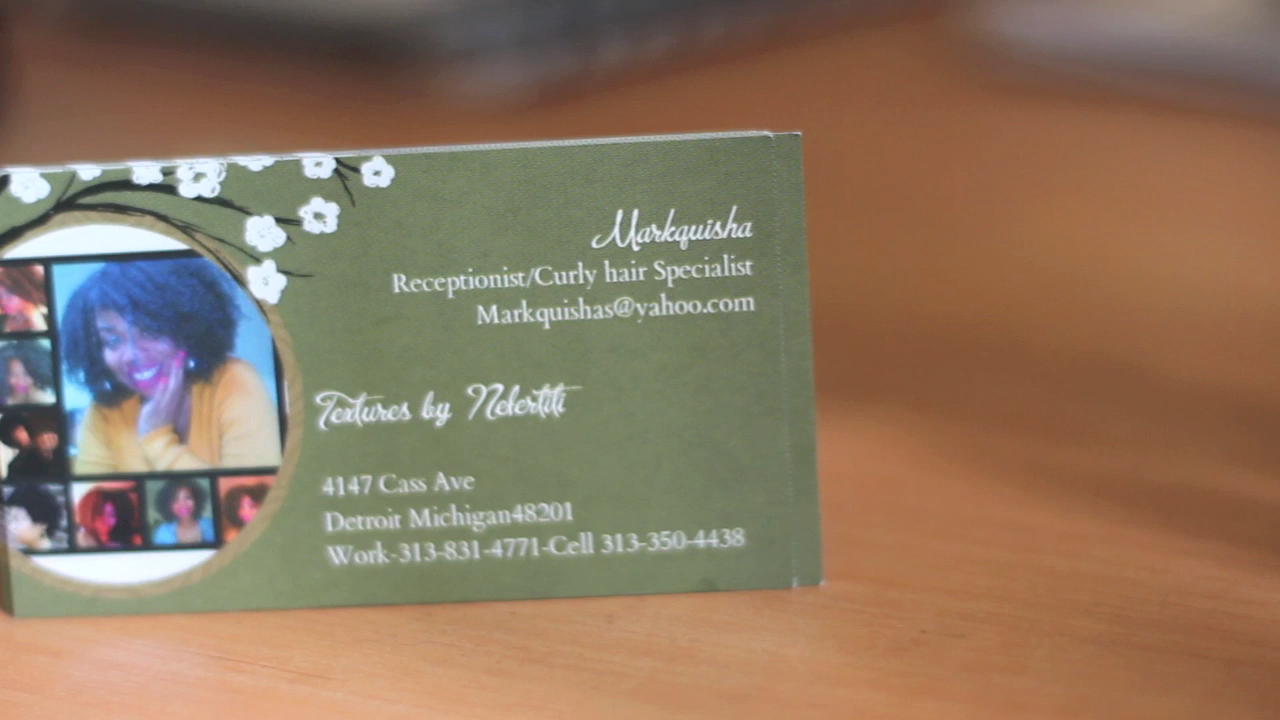 Markquisha
Receptionist/Curly hair Specialist
Markquishas@yahoo.com
Textures by Nefertiti
4147 Cass Ave
Detroit Michigan48201
Work-313-831-4771-Cell 313-350-4438